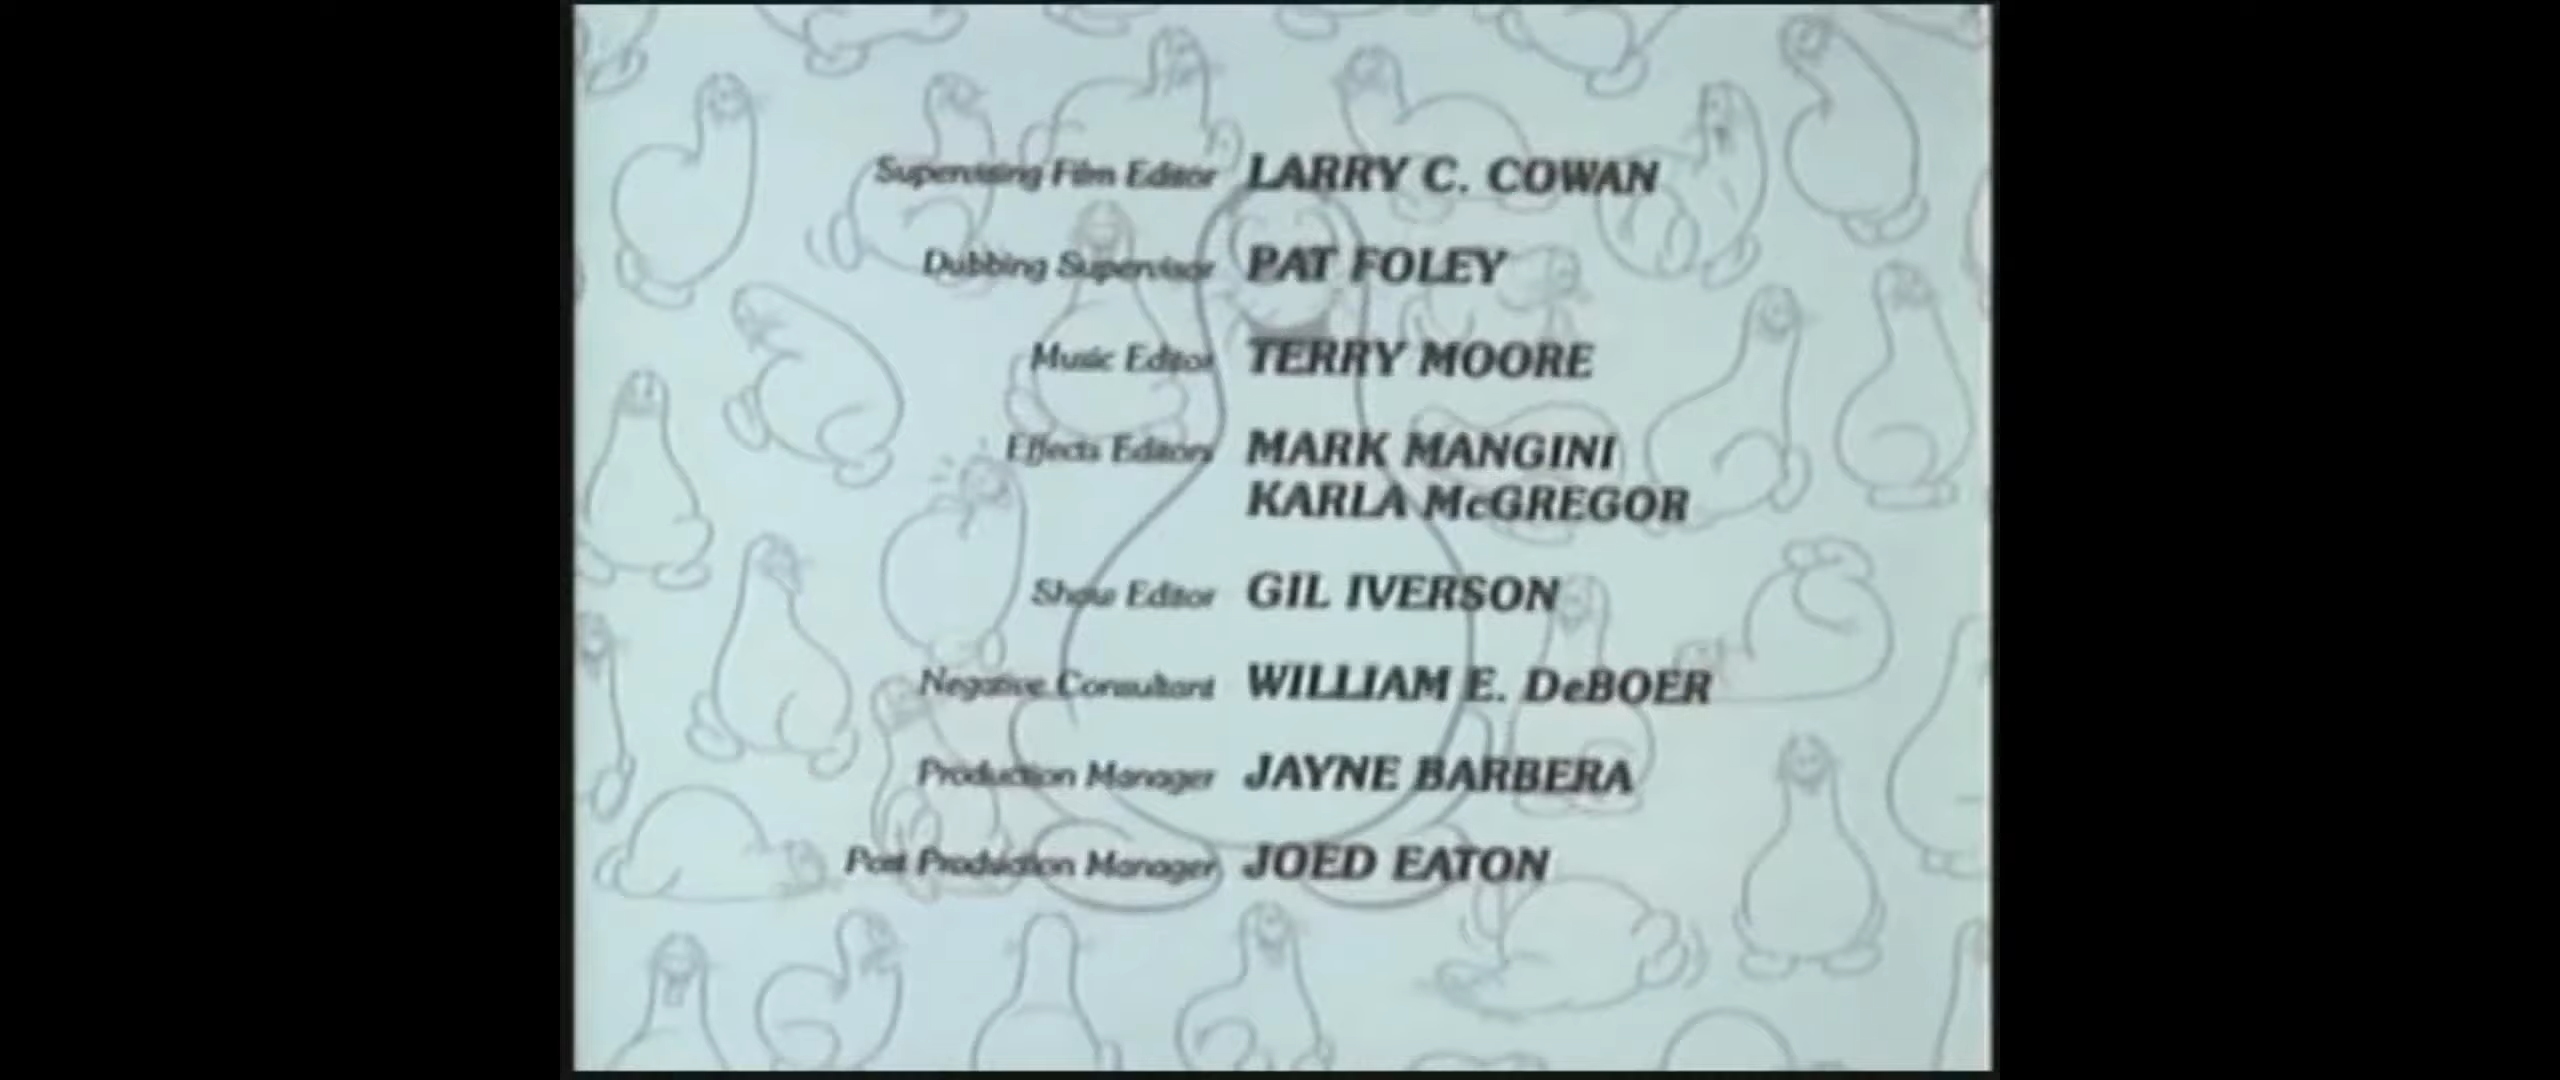 Supervising Film Editor LARRY C. COWAN
Dubbing Supervisor PAT FOLEY
Music Editor TERRY MOORE
Effects Editors MARK MANGINI
KARLA McGREGOR
Show Editor GIL IVERSON
Negative Consultant WILLIAM E. DeBOER
Production Manager JAYNE BARBERA
Post Production Manager JOED EATON